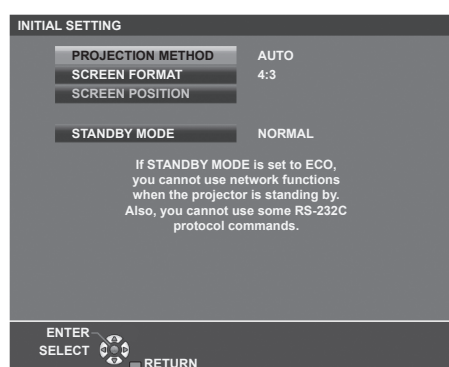 INITIAL SETTING
PROJECTION METHOD AUTO
SCREEN FORMAT 4:3
SCREEN POSITION
STANDBY MODE NORMAL
If STANDBY MODE is set to ECO,
you cannot use network functions
when the projector is standing by.
Also, you cannot use some RS-232C
protocol commands.
ENTER
SELECT
RETURN